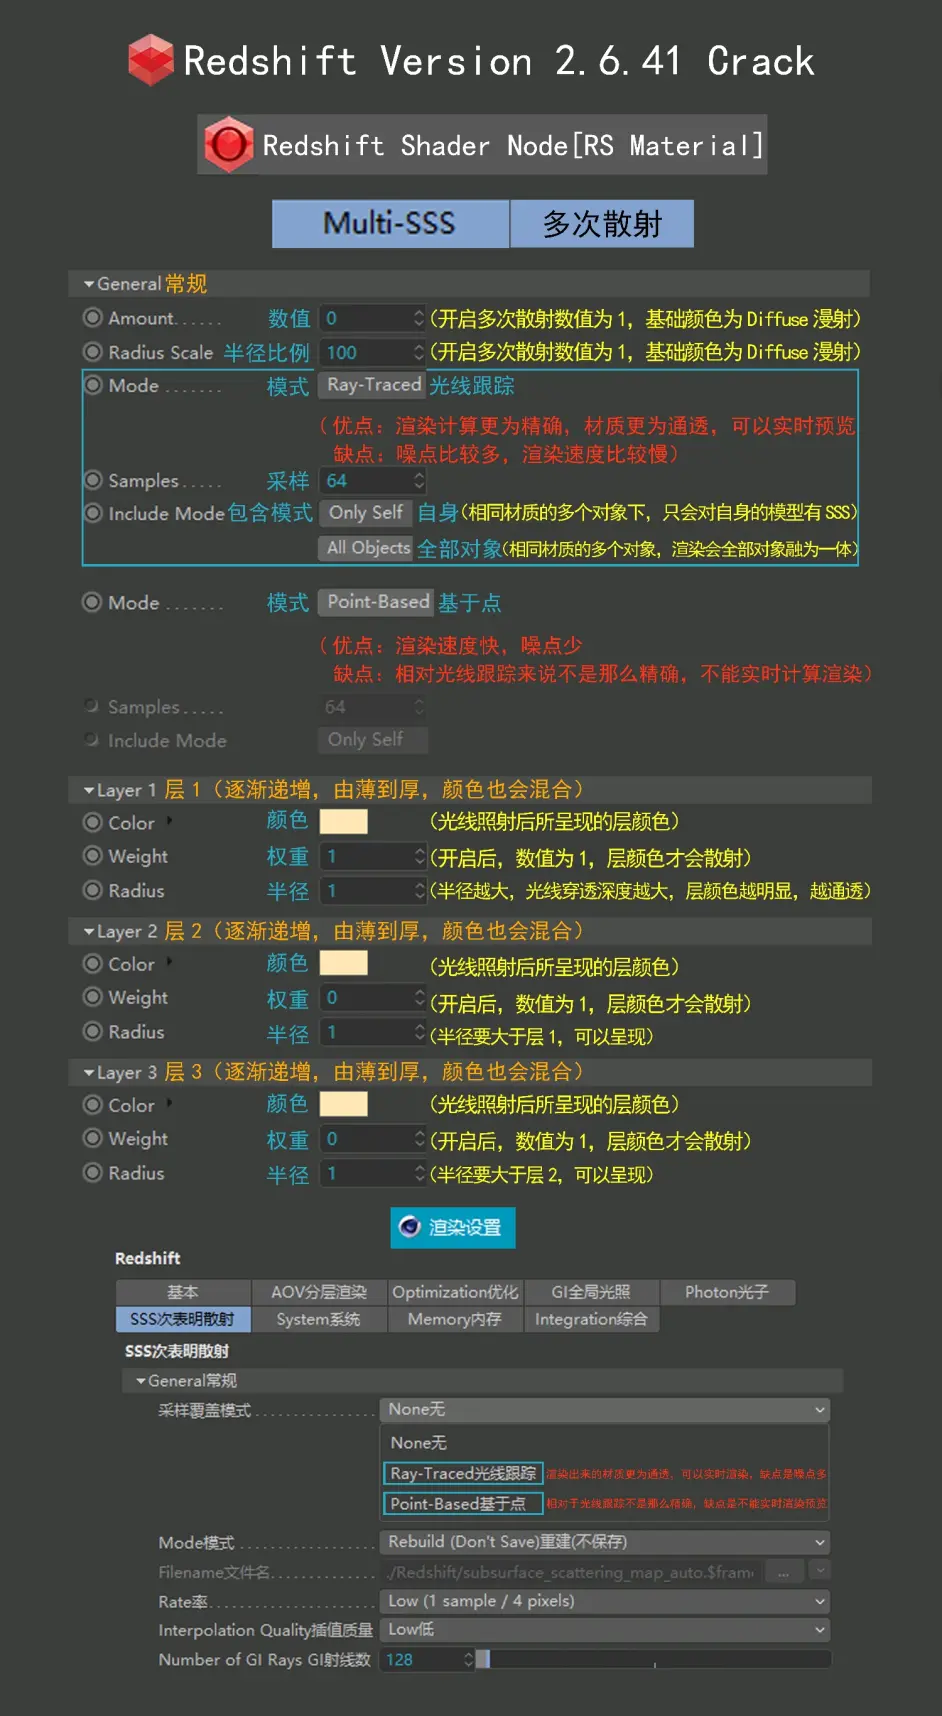 Redshift Version 2.6.41 Crack
Redshift Shader Node[RS Material]
Multi-SSS 多次散射
General常规
Amount...... 数值 0 (开启多次散射数值为1，基础颜色为Diffuse漫射)
Radius Scale 半径比例 100 (开启多次散射数值为1，基础颜色为Diffuse漫射)
Mode ....... 模式 Ray-Traced 光线跟踪
(优点：渲染计算更为精确，材质更为通透，可以实时预览
缺点：噪点比较多，渲染速度比较慢)
Samples..... 采样 64
Include Mode包含模式 Only Self 自身(相同材质的多个对象下，只会对自身的模型有SSS)
All Objects 全部对象(相同材质的多个对象，渲染会全部对象融为一体)
Mode ....... 模式 Point-Based 基于点
(优点：渲染速度快，噪点少
缺点：相对光线跟踪来说不是那么精确，不能实时计算渲染)
Samples..... 64
Include Mode Only Self
Layer 1 层1(逐渐递增，由薄到厚，颜色也会混合)
Color 颜色 (光线照射后所呈现的层颜色)
Weight 权重 1 (开启后，数值为1，层颜色才会散射)
Radius 半径 1 (半径越大，光线穿透深度越大，层颜色越明显，越通透)
Layer 2 层2(逐渐递增，由薄到厚，颜色也会混合)
Color 颜色 (光线照射后所呈现的层颜色)
Weight 权重 0 (开启后，数值为1，层颜色才会散射)
Radius 半径 1 (半径要大于层1，可以呈现)
Layer 3 层3(逐渐递增，由薄到厚，颜色也会混合)
Color 颜色 (光线照射后所呈现的层颜色)
Weight 权重 0 (开启后，数值为1，层颜色才会散射)
Radius 半径 1 (半径要大于层2，可以呈现)
渲染设置
Redshift
基本 AOV分层渲染 Optimization优化 GI全局光照 Photon光子
SSS次表明散射 System系统 Memory内存 Integration综合
SSS次表明散射
General常规
采样覆盖模式................ None无
None无
Ray-Traced光线跟踪 渲染出来的材质更为通透，可以实时渲染，缺点是噪点多
Point-Based基于点 相对于光线跟踪不是那么精确，缺点是不能实时渲染预览
Mode模式.................. Rebuild (Don't Save)重建(不保存)
Filename文件名.............. ./Redshift/subsurface_scattering_map_auto.$fram ...
Rate率...................... Low (1 sample / 4 pixels)
Interpolation Quality插值质量 Low低
Number of GI Rays GI射线数 128